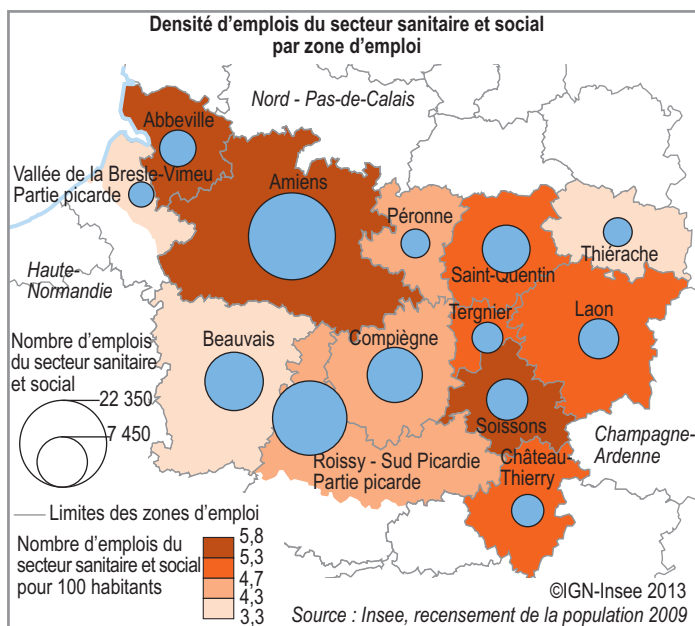 Densité d’emplois du secteur sanitaire et social
par zone d’emploi
Nord - Pas-de-Calais
Abbeville
Vallée de la Bresle-Vimeu
Partie picarde
Amiens
Péronne
Saint-Quentin
Thiérache
Haute-
Normandie
Tergnier
Laon
Beauvais
Compiègne
Nombre d’emplois
du secteur sanitaire
et social
22 350
7 450
Soissons
Champagne-
Ardenne
Roissy - Sud Picardie
Partie picarde
Château-
Thierry
Limites des zones d’emploi
Nombre d’emplois du
secteur sanitaire et social
pour 100 habitants
5,8
5,3
4,7
4,3
3,3
©IGN-Insee 2013
Source : Insee, recensement de la population 2009